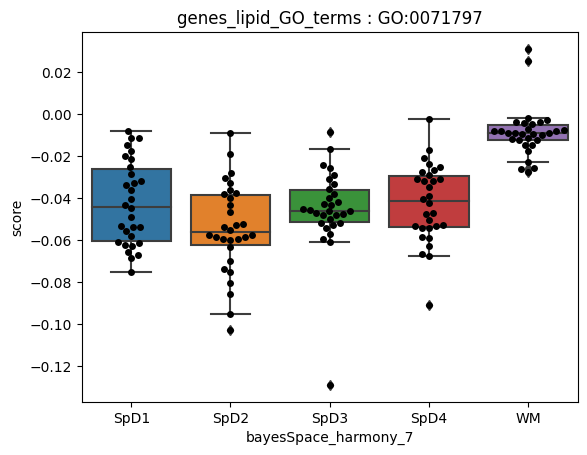 genes_lipid_GO_terms : GO:0071797
0.02
0.00
−0.02
−0.04
−0.06
−0.08
−0.10
−0.12
score
SpD1 SpD2 SpD3 SpD4 WM
bayesSpace_harmony_7